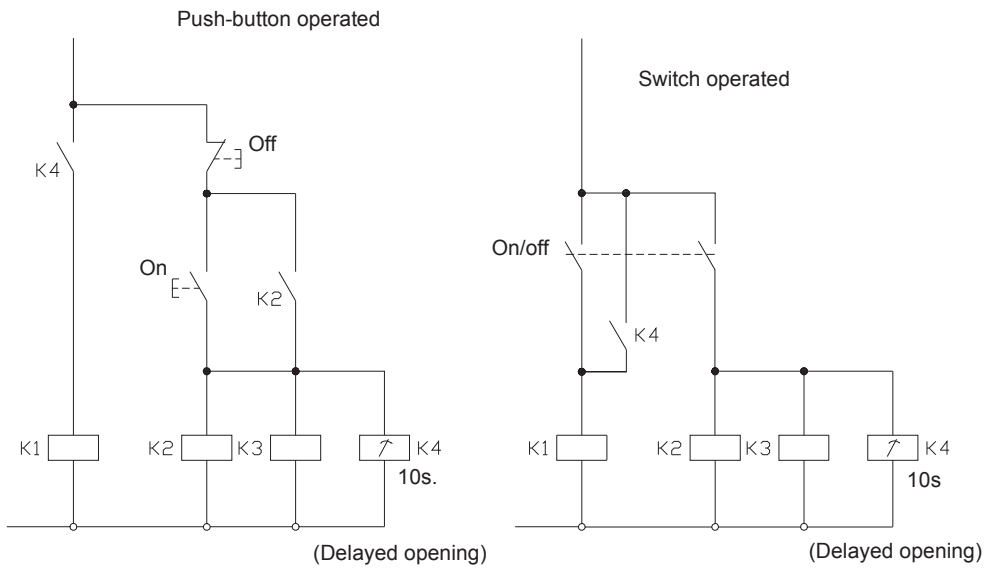 Push-button operated
Switch operated
Off
K4
On/off
On
K2
K4
K1
K2
K3
K4
K1
K2
K3
K4
10s.
10s
(Delayed opening)
(Delayed opening)